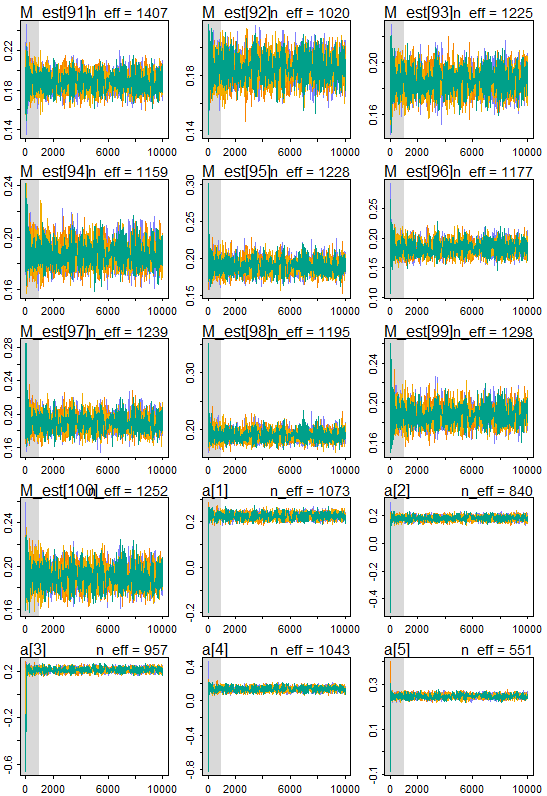 M_est[91] n_eff = 1407
0.14 0.18 0.22
0 2000 6000 10000
M_est[92] n_eff = 1020
0.14 0.18
0 2000 6000 10000
M_est[93] n_eff = 1225
0.16 0.20
0 2000 6000 10000
M_est[94] n_eff = 1159
0.16 0.20 0.24
0 2000 6000 10000
M_est[95] n_eff = 1228
0.15 0.20 0.25 0.30
0 2000 6000 10000
M_est[96] n_eff = 1177
0.10 0.15 0.20 0.25
0 2000 6000 10000
M_est[97] n_eff = 1239
0.16 0.20 0.24 0.28
0 2000 6000 10000
M_est[98] n_eff = 1195
0.20 0.30
0 2000 6000 10000
M_est[99] n_eff = 1298
0.16 0.20 0.24
0 2000 6000 10000
M_est[100] n_eff = 1252
0.16 0.20 0.24
0 2000 6000 10000
a[1] n_eff = 1073
-0.2 0.0 0.2
0 2000 6000 10000
a[2] n_eff = 840
-0.4 0.0 0.2
0 2000 6000 10000
a[3] n_eff = 957
-0.6 -0.2 0.2
0 2000 6000 10000
a[4] n_eff = 1043
-0.8 -0.4 0.0 0.4
0 2000 6000 10000
a[5] n_eff = 551
-0.1 0.1 0.3
0 2000 6000 10000